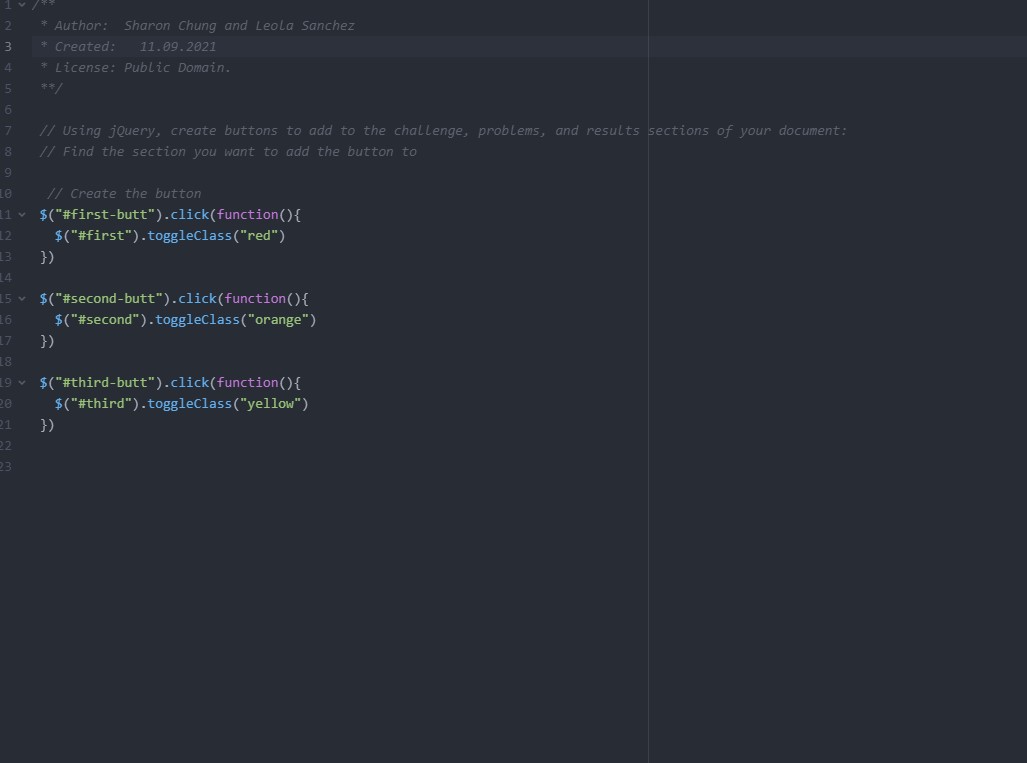 1 /**
2 * Author:  Sharon Chung and Leola Sanchez
3 * Created:   11.09.2021
4 * License: Public Domain.
5 **/
6
7 // Using jQuery, create buttons to add to the challenge, problems, and results sections of your document:
8 // Find the section you want to add the button to
9
10 // Create the button
11 $("#first-butt").click(function(){
12 $("#first").toggleClass("red")
13 })
14
15 $("#second-butt").click(function(){
16 $("#second").toggleClass("orange")
17 })
18
19 $("#third-butt").click(function(){
20 $("#third").toggleClass("yellow")
21 })
22
23